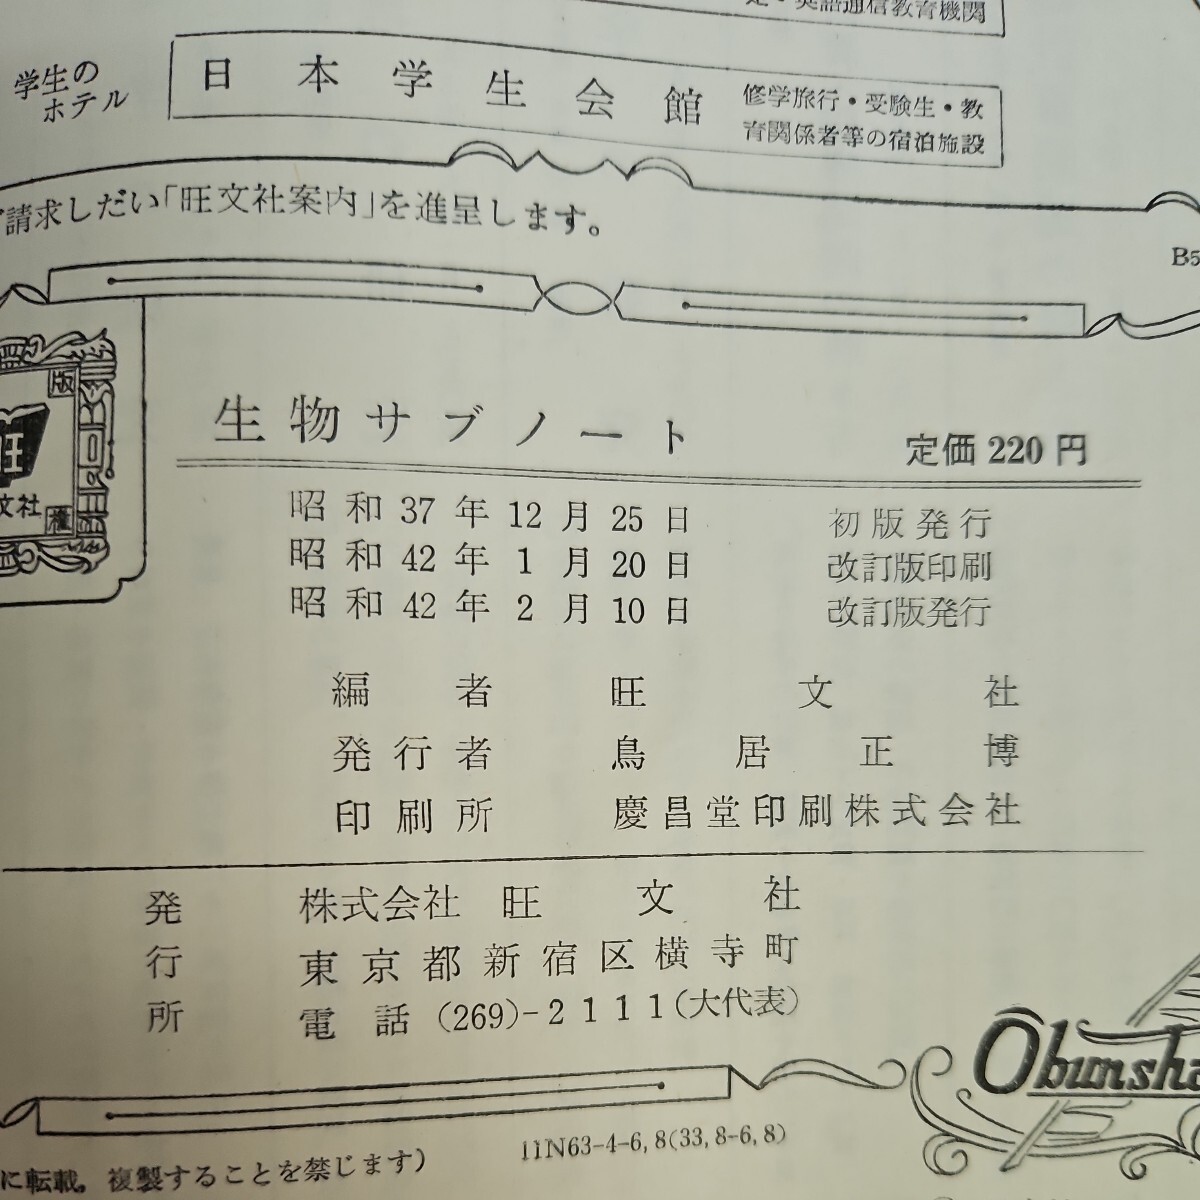 ・英語通信教育機関
学生の
ホテル
日本学生会館
修学旅行・受験生・教
育関係者等の宿泊施設
請求しだい「旺文社案内」を進呈します。
B5
版
旺
文社
権
生物サブノート
定価 220 円
昭和 37 年 12 月 25 日 初版発行
昭和 42 年 1 月 20 日 改訂版印刷
昭和 42 年 2 月 10 日 改訂版発行
編者 旺文社
発行者 鳥居正博
印刷所 慶昌堂印刷株式会社
発行所
株式会社 旺文社
東京都新宿区横寺町
電話 (269)-2111(大代表)
Obunsha
11N63-4-6, 8(33, 8-6, 8)
に転載，複製することを禁じます)